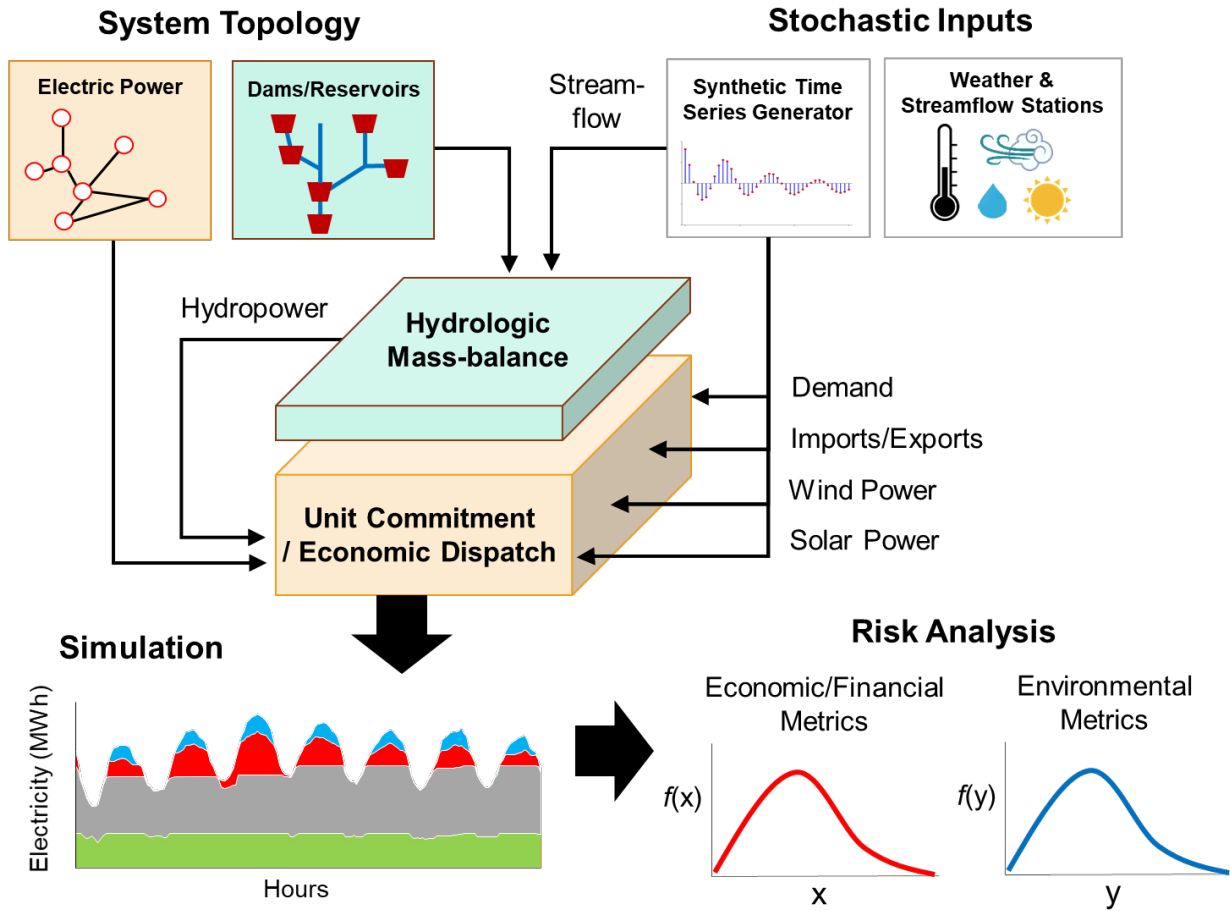 System Topology
Stochastic Inputs
Electric Power
Dams/Reservoirs
Stream-
flow
Synthetic Time
Series Generator
Weather &
Streamflow Stations
Hydropower
Hydrologic
Mass-balance
Demand
Imports/Exports
Wind Power
Solar Power
Unit Commitment
/ Economic Dispatch
Simulation
Electricity (MWh)
Hours
Risk Analysis
Economic/Financial
Metrics
f(x)
x
Environmental
Metrics
f(y)
y